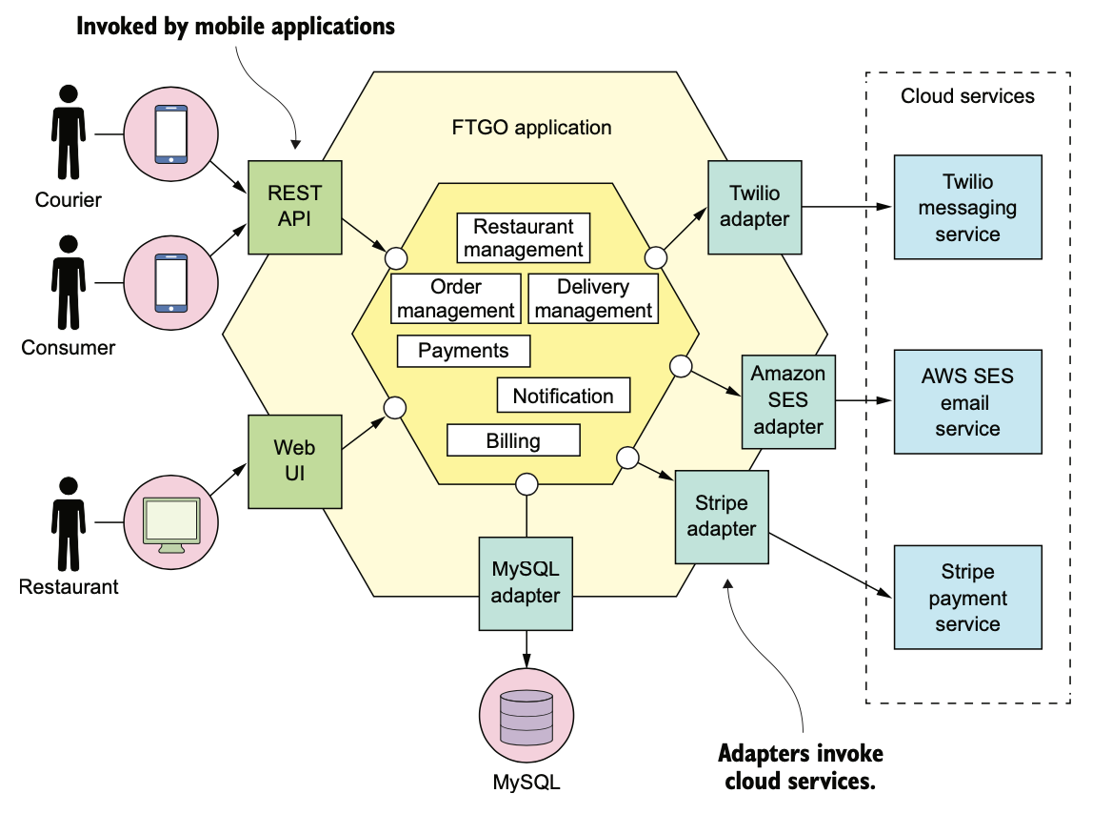 Invoked by mobile applications
Courier
Consumer
Restaurant
REST
API
Web
UI
FTGO application
Restaurant
management
Order
management
Delivery
management
Payments
Notification
Billing
MySQL
adapter
MySQL
Twilio
adapter
Amazon
SES
adapter
Stripe
adapter
Adapters invoke
cloud services.
Cloud services
Twilio
messaging
service
AWS SES
email
service
Stripe
payment
service